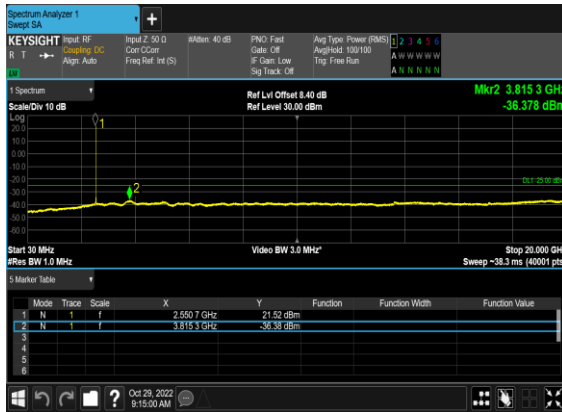 Spectrum Analyzer 1
Swept SA
+
KEYSIGHT
R T
LXI
Input: RF
Coupling: DC
Align: Auto
Input Z: 50 Ω
Corr CCorr
Freq Ref: Int (S)
#Atten: 40 dB
PNO: Fast
Gate: Off
IF Gain: Low
Sig Track: Off
Avg Type: Power (RMS)
Avg|Hold: 100/100
Trig: Free Run
1 2 3 4 5 6
A W W W W W
A N N N N N
1 Spectrum
Scale/Div 10 dB
Ref Lvl Offset 8.40 dB
Ref Level 30.00 dBm
Mkr2 3.815 3 GHz
-36.378 dBm
Log
20.0
10.0
0.00
-10.0
-20.0
-30.0
-40.0
-50.0
-60.0
1
2
DL1 -25.00 dBm
Start 30 MHz
#Res BW 1.0 MHz
Video BW 3.0 MHz*
Stop 20.000 GHz
Sweep ~38.3 ms (40001 pts)
5 Marker Table
Mode Trace Scale X Y Function Function Width Function Value
1 N 1 f 2.550 7 GHz 21.52 dBm
2 N 1 f 3.815 3 GHz -36.38 dBm
3
4
5
6
?
Oct 29, 2022
9:15:00 AM